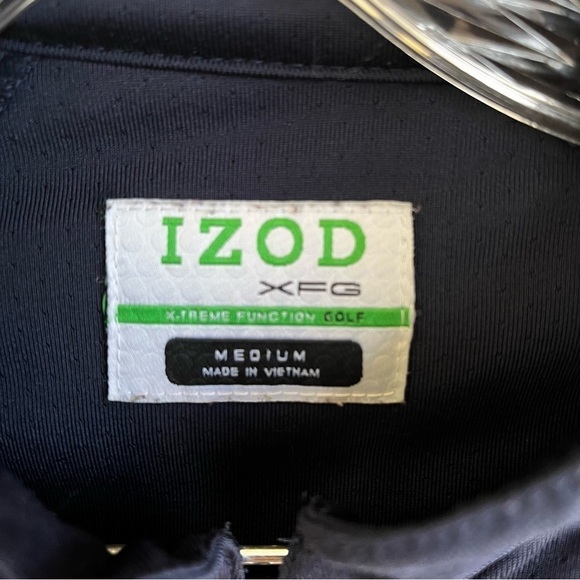 IZOD
XFG
X-TREME FUNCTION GOLF
MEDIUM
MADE IN VIETNAM